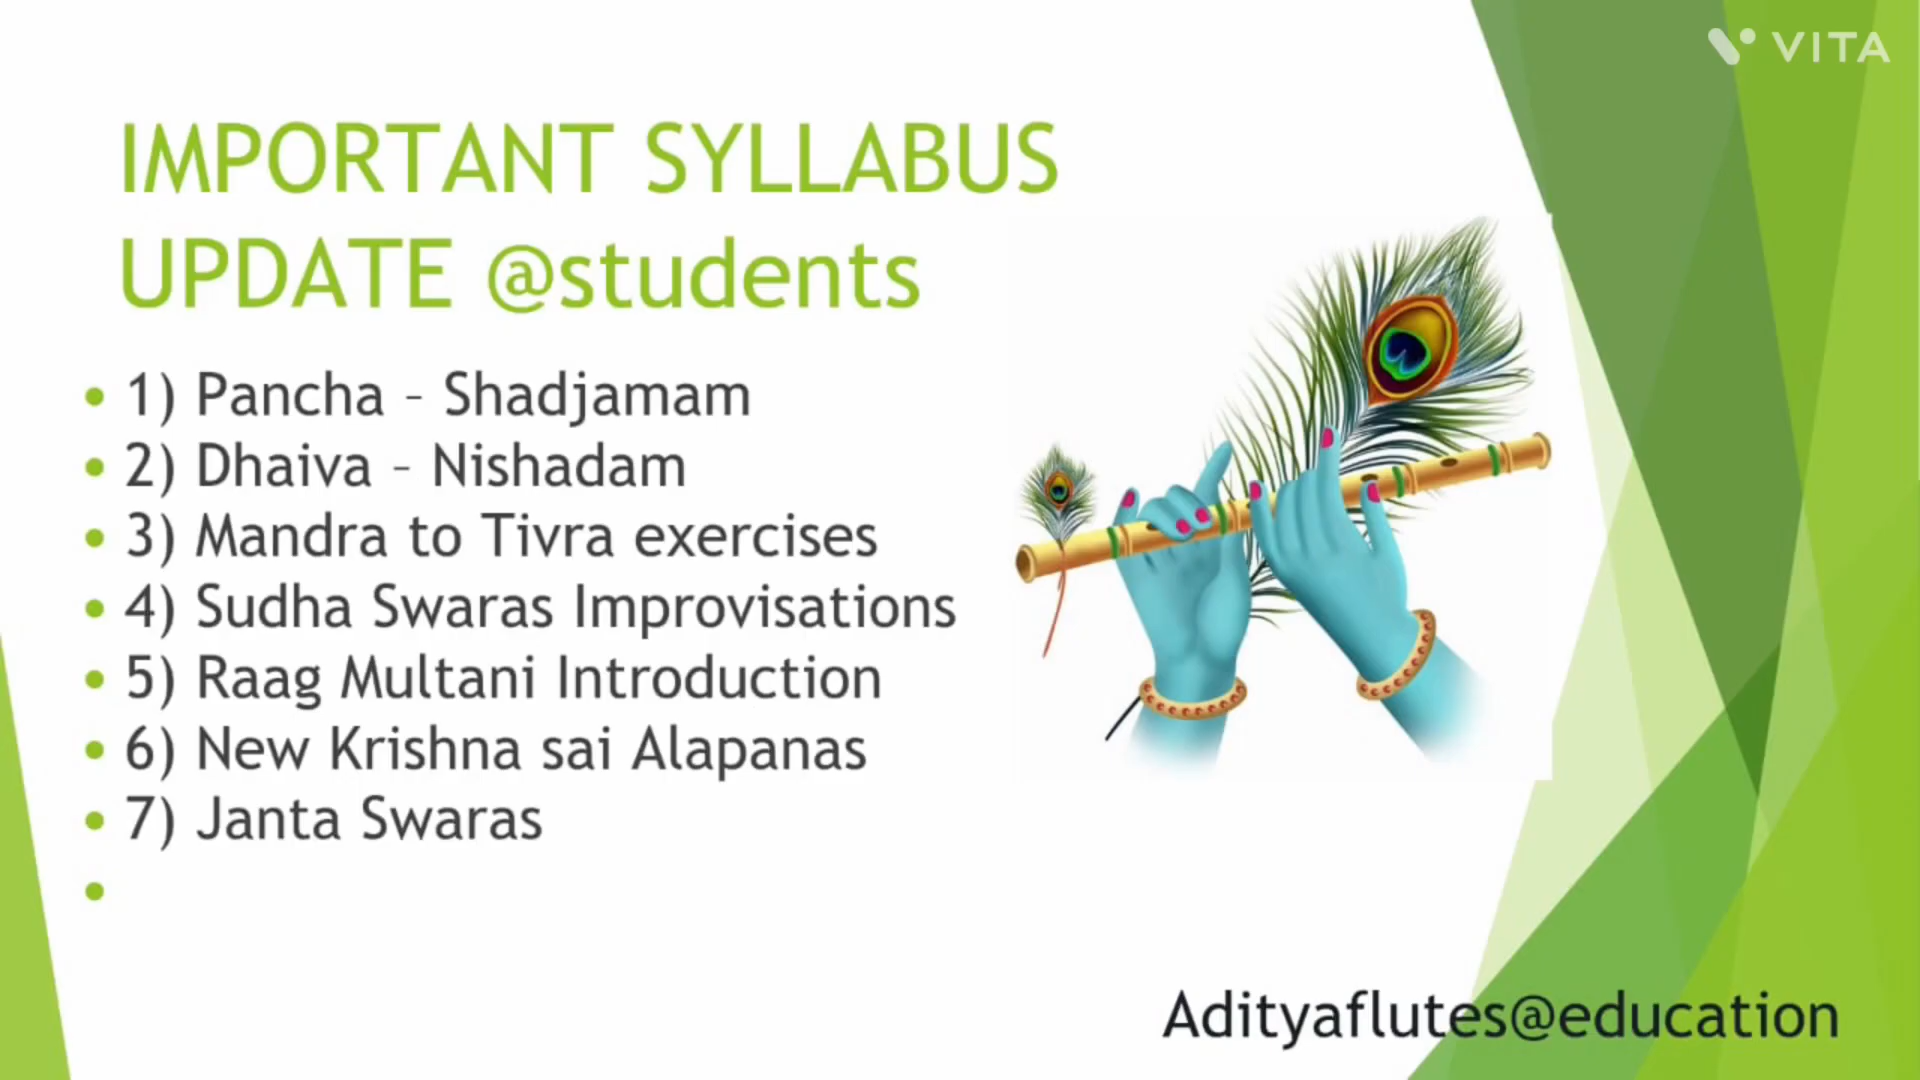 VITA
IMPORTANT SYLLABUS
UPDATE @students
1) Pancha – Shadjamam
2) Dhaiva – Nishadam
3) Mandra to Tivra exercises
4) Sudha Swaras Improvisations
5) Raag Multani Introduction
6) New Krishna sai Alapanas
7) Janta Swaras
Adityaflutes@education